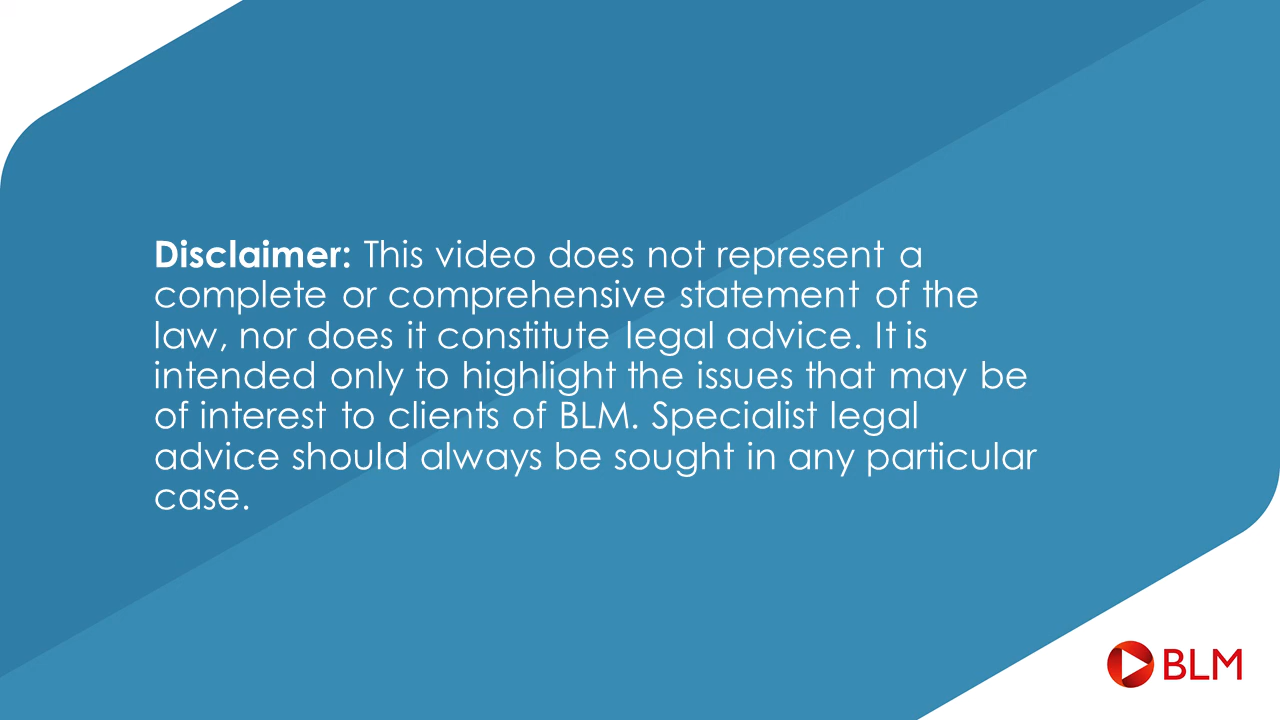 Disclaimer: This video does not represent a
complete or comprehensive statement of the
law, nor does it constitute legal advice. It is
intended only to highlight the issues that may be
of interest to clients of BLM. Specialist legal
advice should always be sought in any particular
case.
BLM